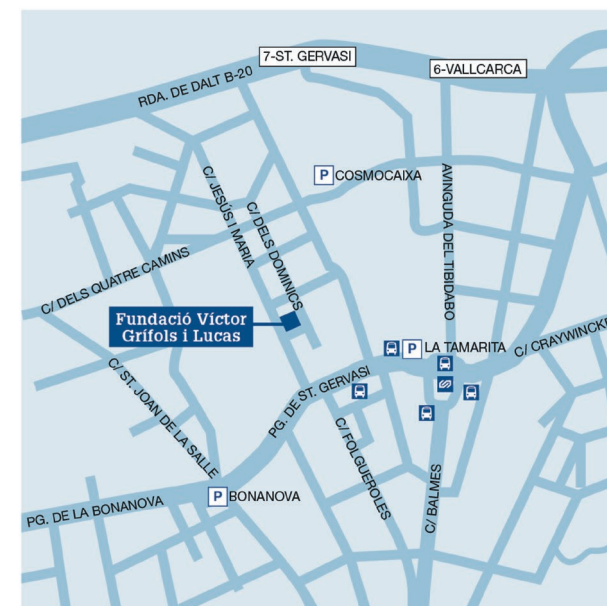 7-ST. GERVASI
6-VALLCARCA
RDA. DE DALT B-20
P COSMOCAIXA
C/ JESÚS I MARIA
C/ DELS DOMINICS
AVINGUDA DEL TIBIDABO
C/ DELS QUATRE CAMINS
Fundació Víctor
Grífols i Lucas
P LA TAMARITA
C/ CRAYWINCKE
C/ ST. JOAN DE LA SALLE
PG. DE ST. GERVASI
C/ FOLGUEROLES
C/ BALMES
P BONANOVA
PG. DE LA BONANOVA